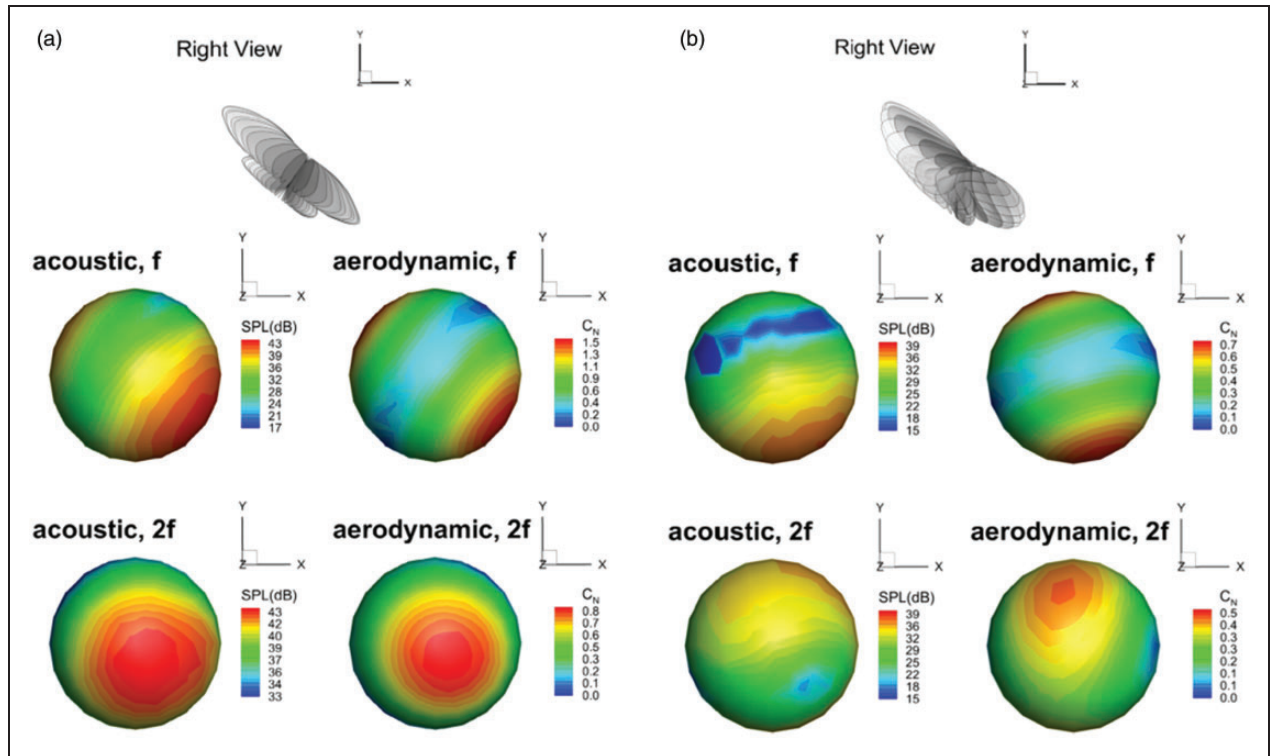 (a)
Right View
Y
Z X
acoustic, f
Y
Z X
SPL(dB)
43
39
36
32
28
24
21
17
aerodynamic, f
Y
Z X
C_N
1.5
1.3
1.1
0.9
0.6
0.4
0.2
0.0
acoustic, 2f
Y
Z X
SPL(dB)
43
42
40
39
37
36
34
33
aerodynamic, 2f
Y
Z X
C_N
0.8
0.7
0.6
0.5
0.3
0.2
0.1
0.0
(b)
Right View
Y
Z X
acoustic, f
Y
Z X
SPL(dB)
39
36
32
29
25
22
18
15
aerodynamic, f
Y
Z X
C_N
0.7
0.6
0.5
0.4
0.3
0.2
0.1
0.0
acoustic, 2f
Y
Z X
SPL(dB)
39
36
32
29
25
22
18
15
aerodynamic, 2f
Y
Z X
C_N
0.5
0.4
0.4
0.3
0.2
0.1
0.1
0.0